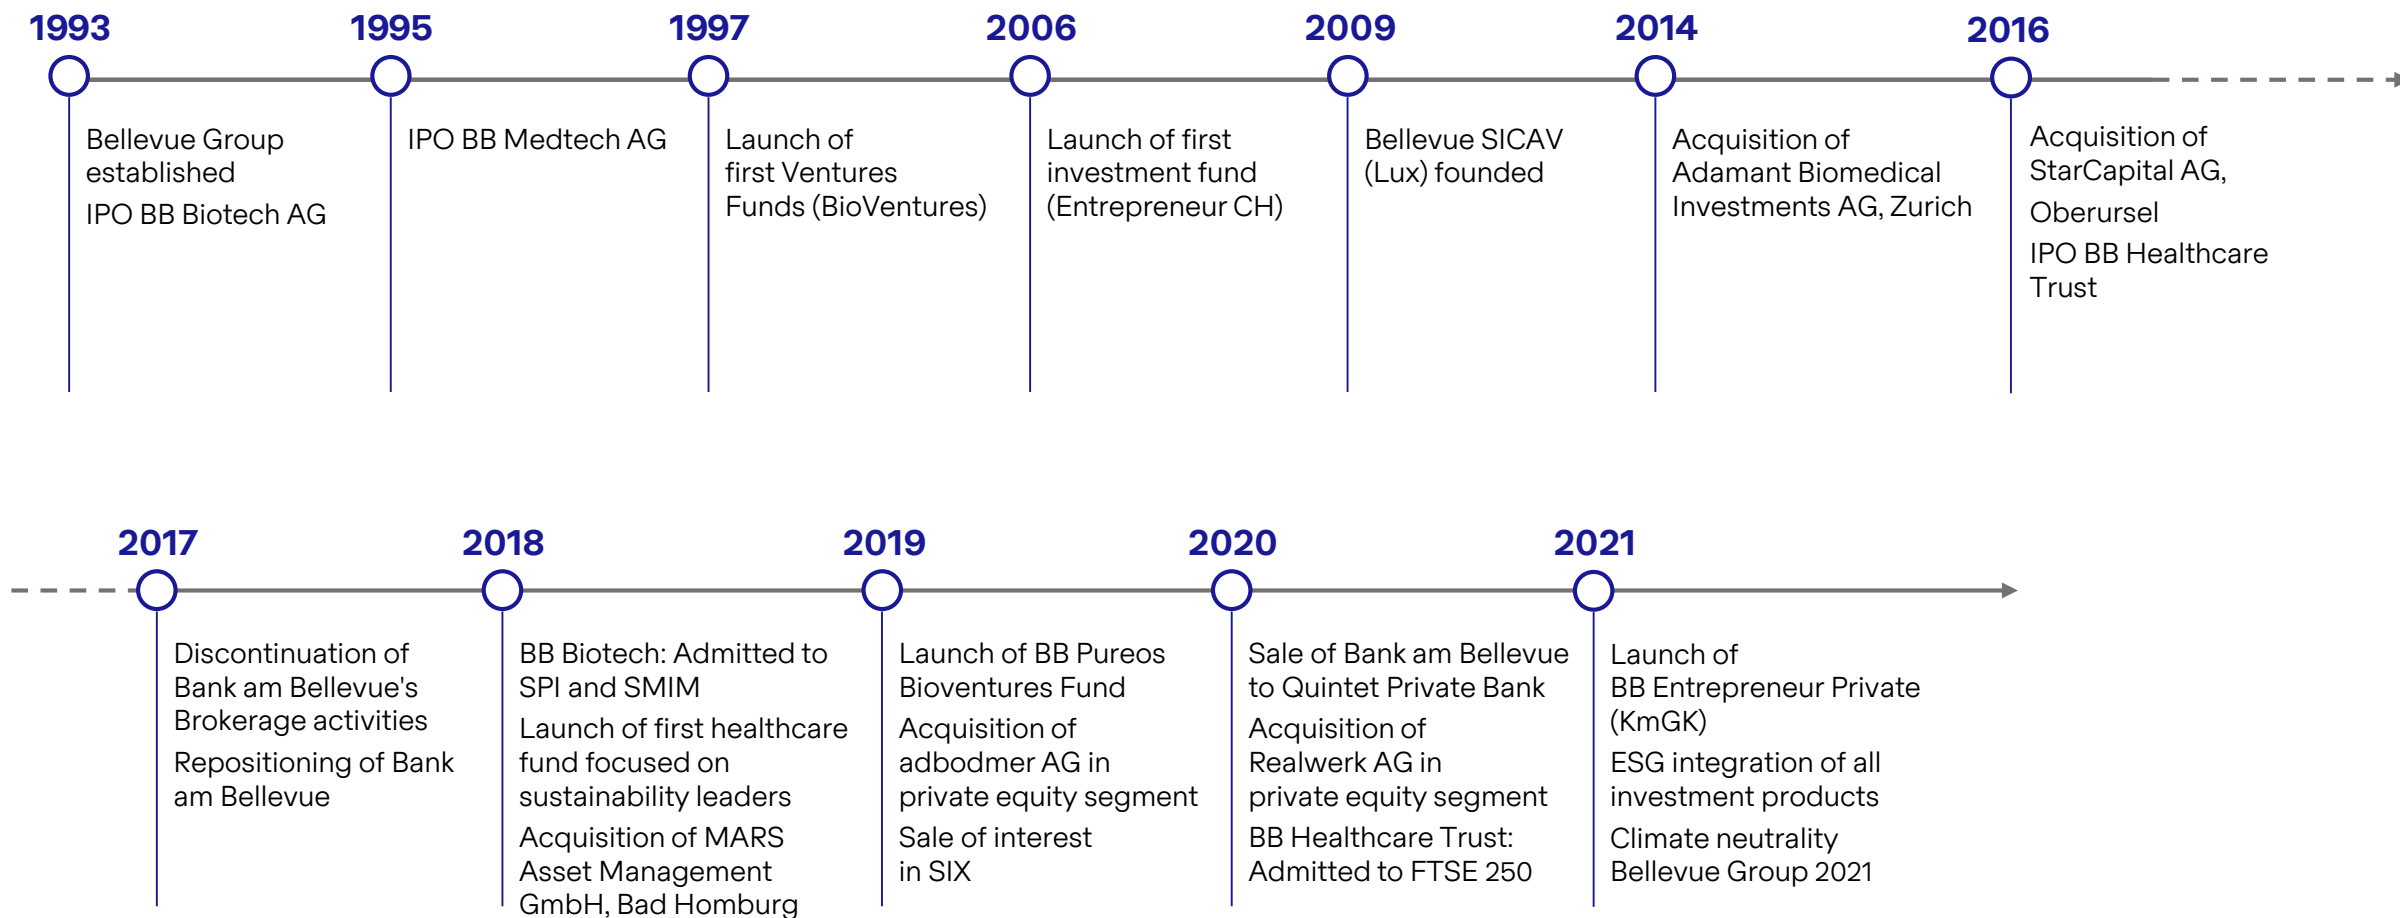 1993
Bellevue Group
established
IPO BB Biotech AG
1995
IPO BB Medtech AG
1997
Launch of
first Ventures
Funds (BioVentures)
2006
Launch of first
investment fund
(Entrepreneur CH)
2009
Bellevue SICAV
(Lux) founded
2014
Acquisition of
Adamant Biomedical
Investments AG, Zurich
2016
Acquisition of
StarCapital AG,
Oberursel
IPO BB Healthcare
Trust
2017
Discontinuation of
Bank am Bellevue's
Brokerage activities
Repositioning of Bank
am Bellevue
2018
BB Biotech: Admitted to
SPI and SMIM
Launch of first healthcare
fund focused on
sustainability leaders
Acquisition of MARS
Asset Management
GmbH, Bad Homburg
2019
Launch of BB Pureos
Bioventures Fund
Acquisition of
adbodmer AG in
private equity segment
Sale of interest
in SIX
2020
Sale of Bank am Bellevue
to Quintet Private Bank
Acquisition of
Realwerk AG in
private equity segment
BB Healthcare Trust:
Admitted to FTSE 250
2021
Launch of
BB Entrepreneur Private
(KmGK)
ESG integration of all
investment products
Climate neutrality
Bellevue Group 2021